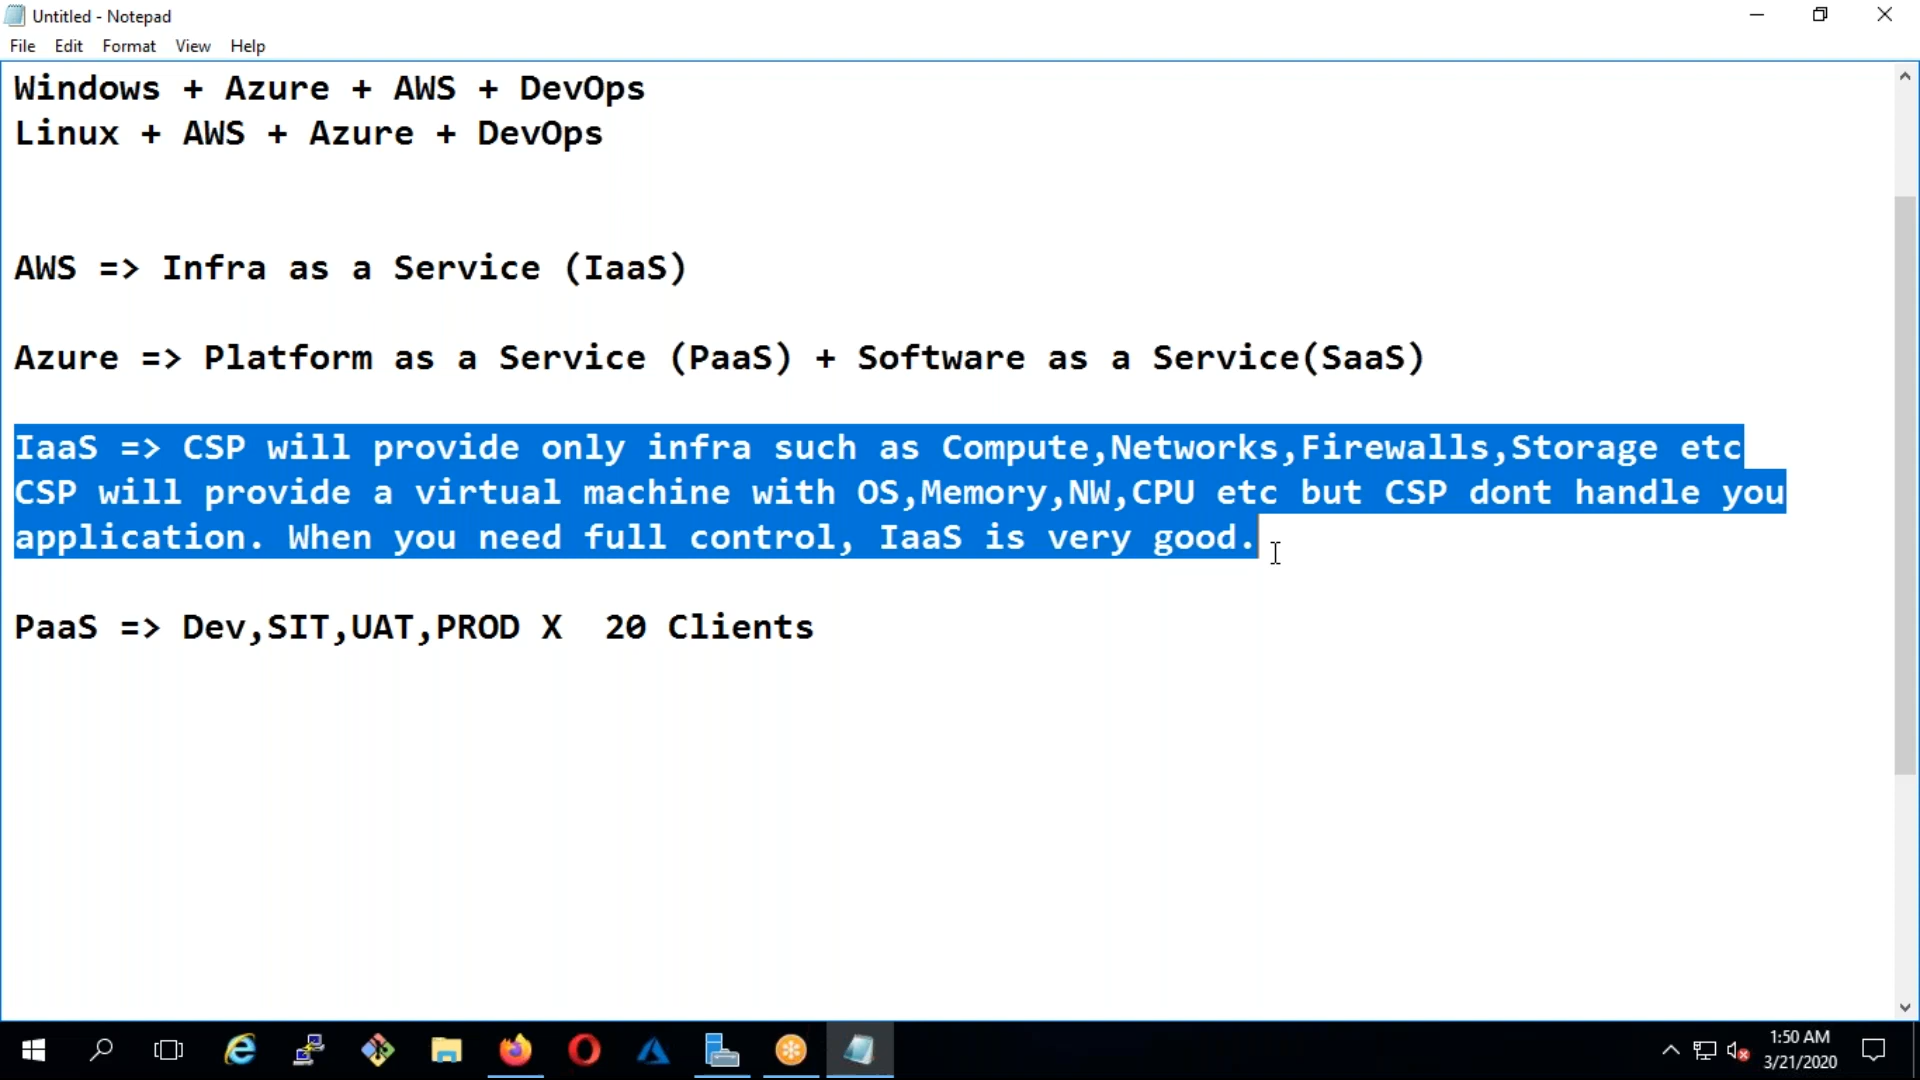 Untitled - Notepad
File Edit Format View Help
Windows + Azure + AWS + DevOps
Linux + AWS + Azure + DevOps
AWS => Infra as a Service (IaaS)
Azure => Platform as a Service (PaaS) + Software as a Service(SaaS)
IaaS => CSP will provide only infra such as Compute,Networks,Firewalls,Storage etc
CSP will provide a virtual machine with OS,Memory,NW,CPU etc but CSP dont handle you
application. When you need full control, IaaS is very good.
PaaS => Dev,SIT,UAT,PROD X  20 Clients
1:50 AM
3/21/2020